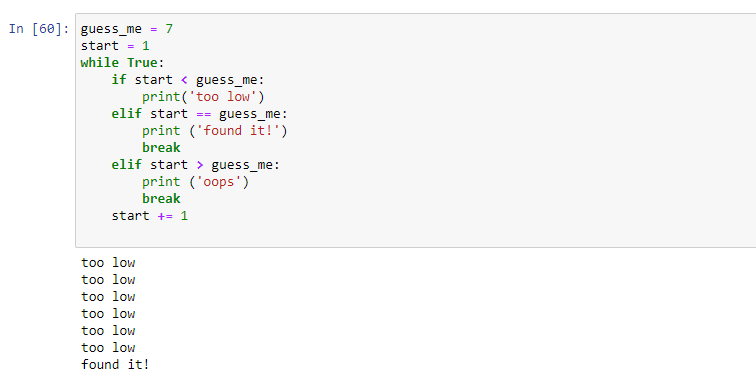 In [60]: guess_me = 7
start = 1
while True:
    if start < guess_me:
        print('too low')
    elif start == guess_me:
        print ('found it!')
        break
    elif start > guess_me:
        print ('oops')
        break
    start += 1
too low
too low
too low
too low
too low
too low
found it!